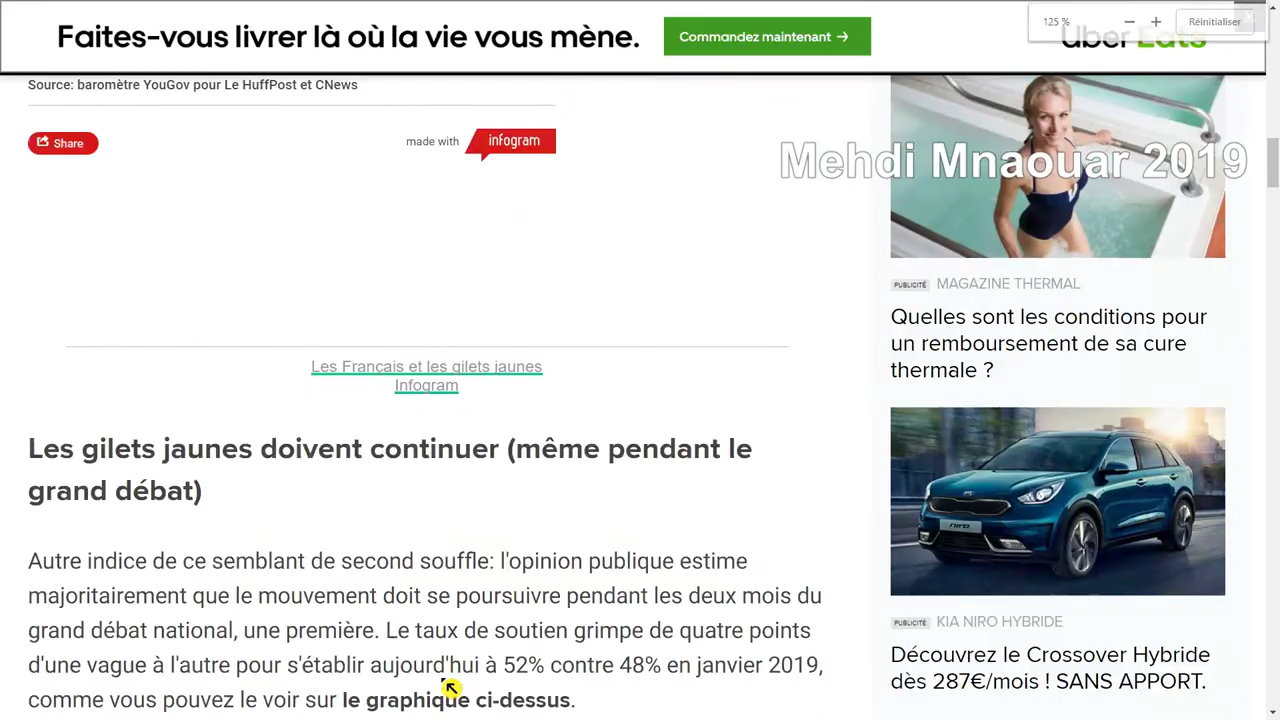 Faites-vous livrer là où la vie vous mène.
Commandez maintenant →
Uber Eats
125 %
Réinitialiser
Source: baromètre YouGov pour Le HuffPost et CNews
Share
made with infogram
Les Français et les gilets jaunes
Infogram
Les gilets jaunes doivent continuer (même pendant le
grand débat)
Autre indice de ce semblant de second souffle: l'opinion publique estime
majoritairement que le mouvement doit se poursuivre pendant les deux mois du
grand débat national, une première. Le taux de soutien grimpe de quatre points
d'une vague à l'autre pour s'établir aujourd'hui à 52% contre 48% en janvier 2019,
comme vous pouvez le voir sur le graphique ci-dessus.
Mehdi Mnaouar 2019
PUBLICITÉ MAGAZINE THERMAL
Quelles sont les conditions pour
un remboursement de sa cure
thermale ?
niro
PUBLICITÉ KIA NIRO HYBRIDE
Découvrez le Crossover Hybride
dès 287€/mois ! SANS APPORT.